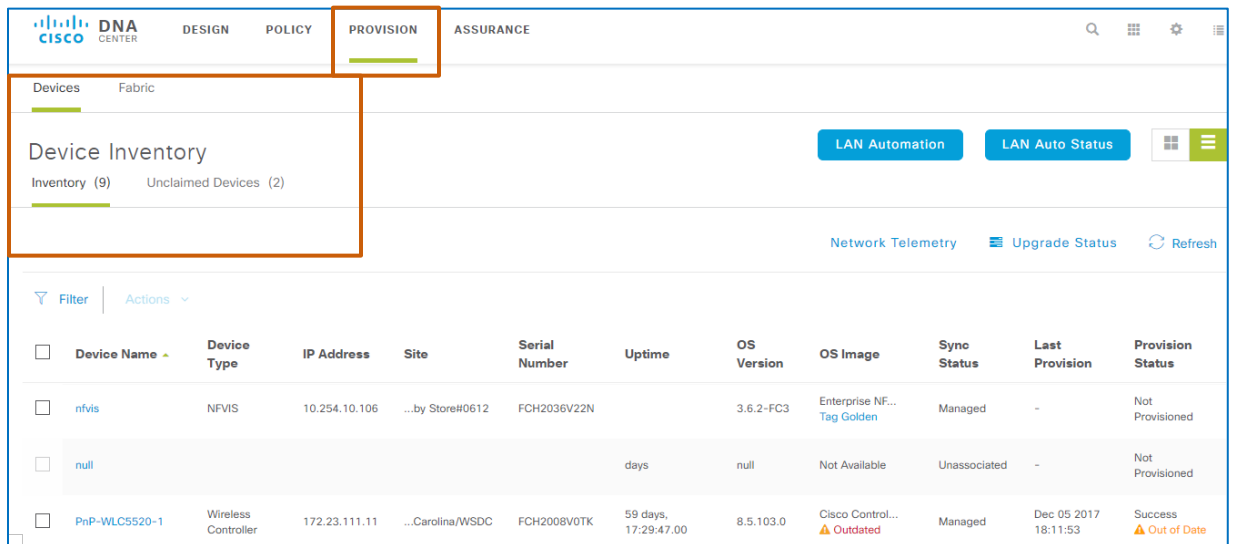 CISCO DNA CENTER DESIGN POLICY PROVISION ASSURANCE
Devices Fabric
Device Inventory
LAN Automation LAN Auto Status
Inventory (9) Unclaimed Devices (2)
Network Telemetry Upgrade Status Refresh
Filter Actions
Device Name Device Type IP Address Site Serial Number Uptime OS Version OS Image Sync Status Last Provision Provision Status
nfvis NFVIS 10.254.10.106 ...by Store#0612 FCH2036V22N 3.6.2-FC3 Enterprise NF... Tag Golden Managed - Not Provisioned
null days null Not Available Unassociated - Not Provisioned
PnP-WLC5520-1 Wireless Controller 172.23.111.11 ...Carolina/WSDC FCH2008V0TK 59 days, 17:29:47.00 8.5.103.0 Cisco Control... Outdated Managed Dec 05 2017 18:11:53 Success Out of Date